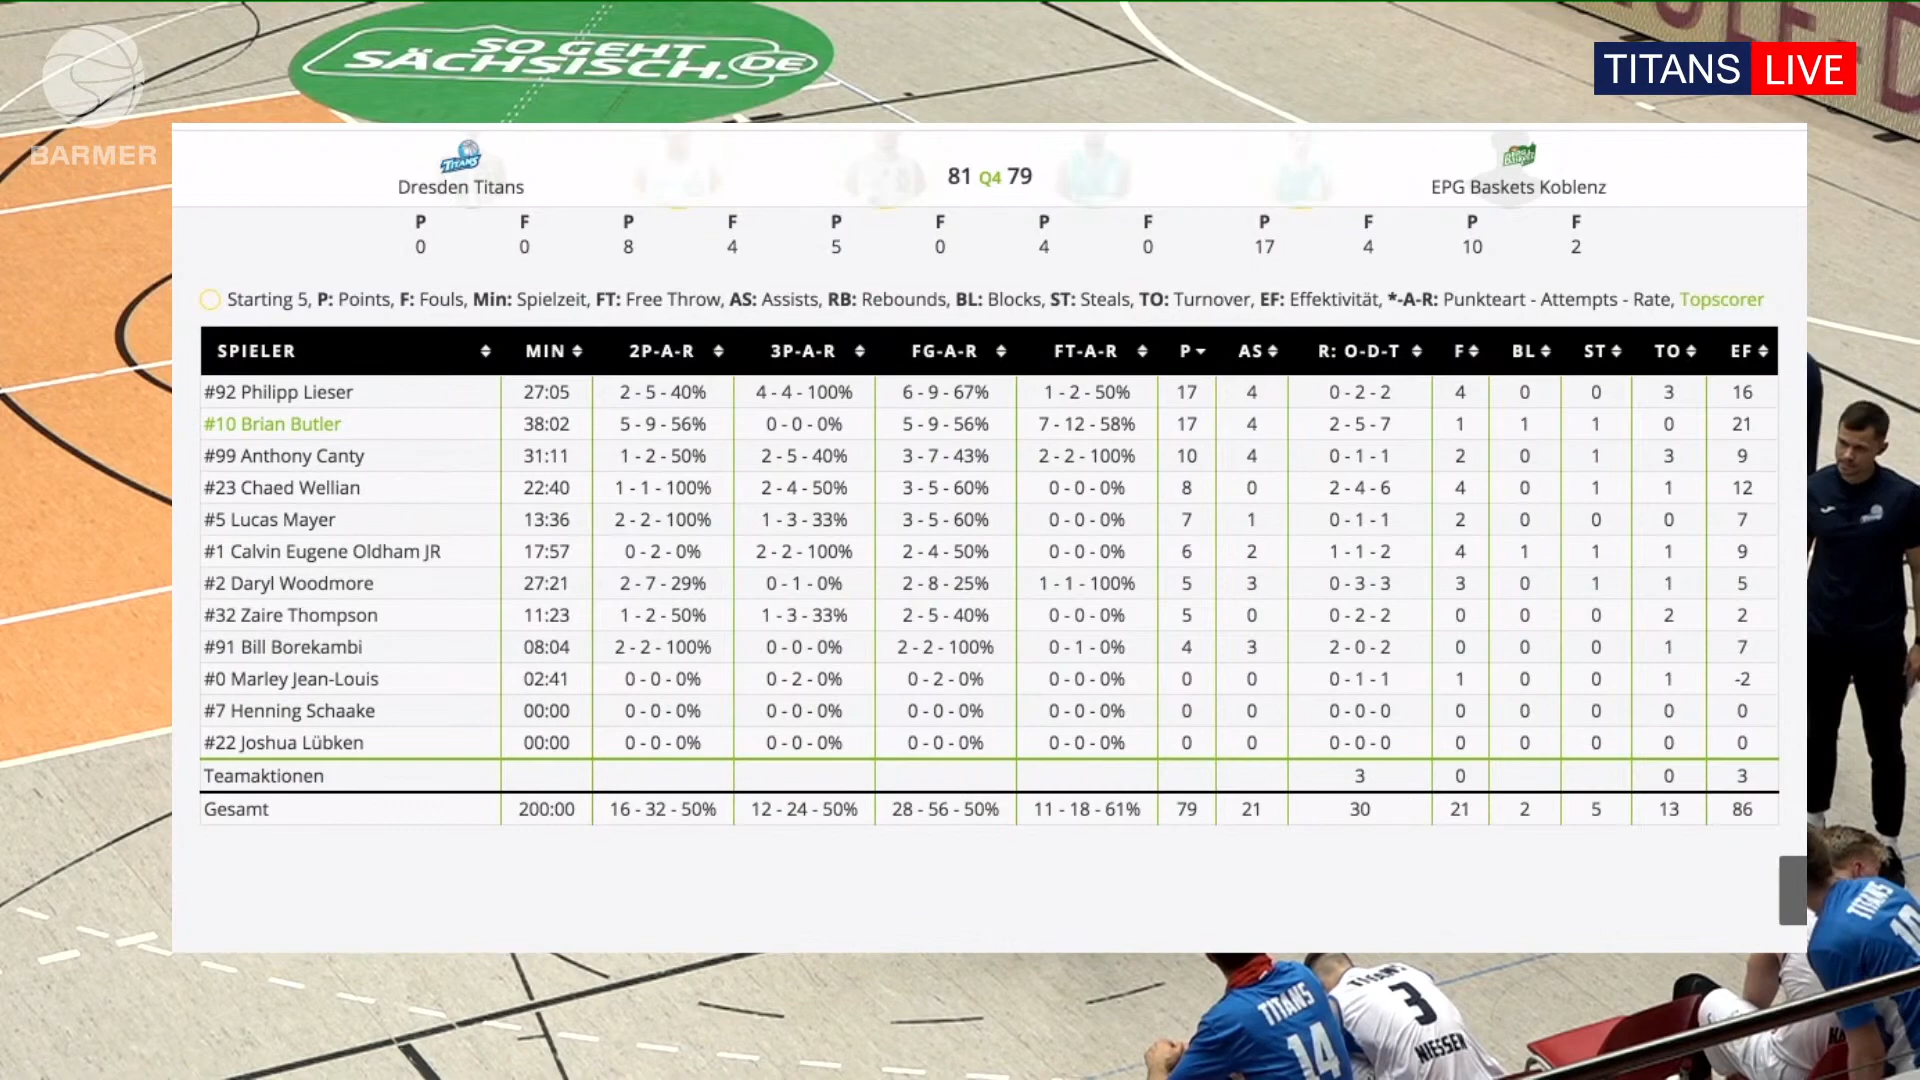 SO GEHT
SÄCHSISCH.DE
TITANS LIVE
BARMER
TITANS
Dresden Titans
81 Q4 79
EPG Baskets Koblenz
P F P F P F P F P F P F
0 0 8 4 5 0 4 0 17 4 10 2
Starting 5, P: Points, F: Fouls, Min: Spielzeit, FT: Free Throw, AS: Assists, RB: Rebounds, BL: Blocks, ST: Steals, TO: Turnover, EF: Effektivität, *-A-R: Punkteart - Attempts - Rate, Topscorer
SPIELER MIN 2P-A-R 3P-A-R FG-A-R FT-A-R P AS R: O-D-T F BL ST TO EF
#92 Philipp Lieser 27:05 2 - 5 - 40% 4 - 4 - 100% 6 - 9 - 67% 1 - 2 - 50% 17 4 0 - 2 - 2 4 0 0 3 16
#10 Brian Butler 38:02 5 - 9 - 56% 0 - 0 - 0% 5 - 9 - 56% 7 - 12 - 58% 17 4 2 - 5 - 7 1 1 1 0 21
#99 Anthony Canty 31:11 1 - 2 - 50% 2 - 5 - 40% 3 - 7 - 43% 2 - 2 - 100% 10 4 0 - 1 - 1 2 0 1 3 9
#23 Chaed Wellian 22:40 1 - 1 - 100% 2 - 4 - 50% 3 - 5 - 60% 0 - 0 - 0% 8 0 2 - 4 - 6 4 0 1 1 12
#5 Lucas Mayer 13:36 2 - 2 - 100% 1 - 3 - 33% 3 - 5 - 60% 0 - 0 - 0% 7 1 0 - 1 - 1 2 0 0 0 7
#1 Calvin Eugene Oldham JR 17:57 0 - 2 - 0% 2 - 2 - 100% 2 - 4 - 50% 0 - 0 - 0% 6 2 1 - 1 - 2 4 1 1 1 9
#2 Daryl Woodmore 27:21 2 - 7 - 29% 0 - 1 - 0% 2 - 8 - 25% 1 - 1 - 100% 5 3 0 - 3 - 3 3 0 1 1 5
#32 Zaire Thompson 11:23 1 - 2 - 50% 1 - 3 - 33% 2 - 5 - 40% 0 - 0 - 0% 5 0 0 - 2 - 2 0 0 0 2 2
#91 Bill Borekambi 08:04 2 - 2 - 100% 0 - 0 - 0% 2 - 2 - 100% 0 - 1 - 0% 4 3 2 - 0 - 2 0 0 0 1 7
#0 Marley Jean-Louis 02:41 0 - 0 - 0% 0 - 2 - 0% 0 - 2 - 0% 0 - 0 - 0% 0 0 0 - 1 - 1 1 0 0 1 -2
#7 Henning Schaake 00:00 0 - 0 - 0% 0 - 0 - 0% 0 - 0 - 0% 0 - 0 - 0% 0 0 0 - 0 - 0 0 0 0 0 0
#22 Joshua Lübken 00:00 0 - 0 - 0% 0 - 0 - 0% 0 - 0 - 0% 0 - 0 - 0% 0 0 0 - 0 - 0 0 0 0 0 0
Teamaktionen 3 0 0 3
Gesamt 200:00 16 - 32 - 50% 12 - 24 - 50% 28 - 56 - 50% 11 - 18 - 61% 79 21 30 21 2 5 13 86
TITANS
14
TITANS
3
NIESSEN
TITANS